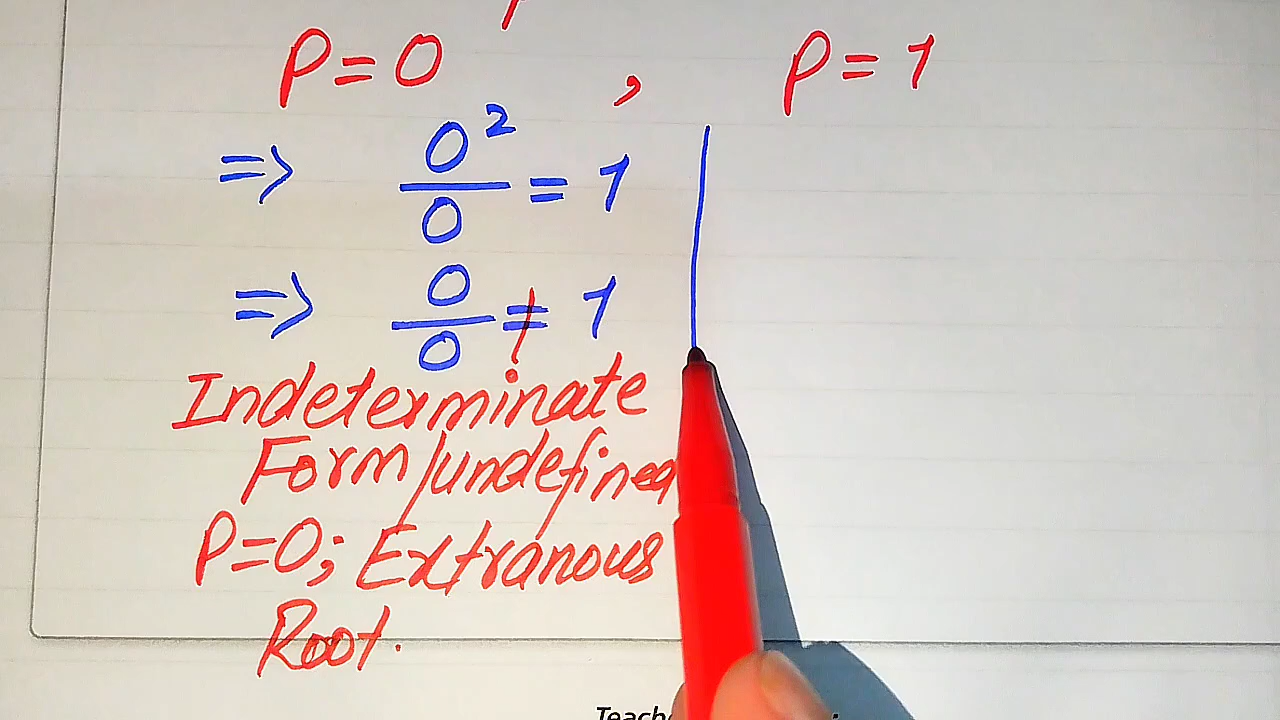 P = 0 , P = 1
=> 0²/0 = 1
=> 0/0 ≠ 1
Indeterminate
Form/undefined
P=0; Extranous
Root.